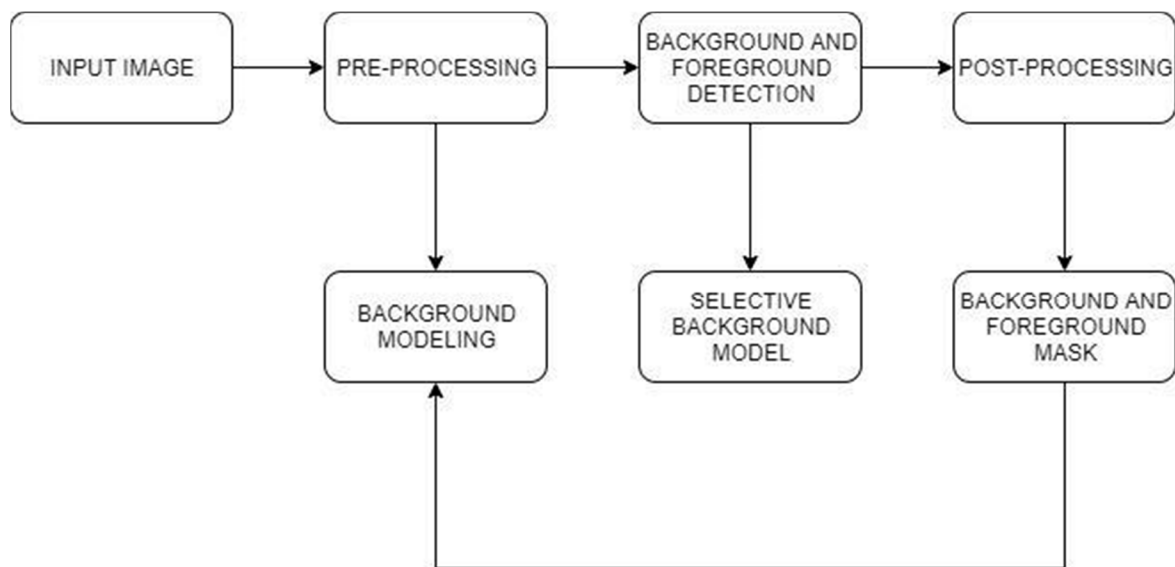 INPUT IMAGE
PRE-PROCESSING
BACKGROUND AND
FOREGROUND
DETECTION
POST-PROCESSING
BACKGROUND
MODELING
SELECTIVE
BACKGROUND
MODEL
BACKGROUND AND
FOREGROUND
MASK